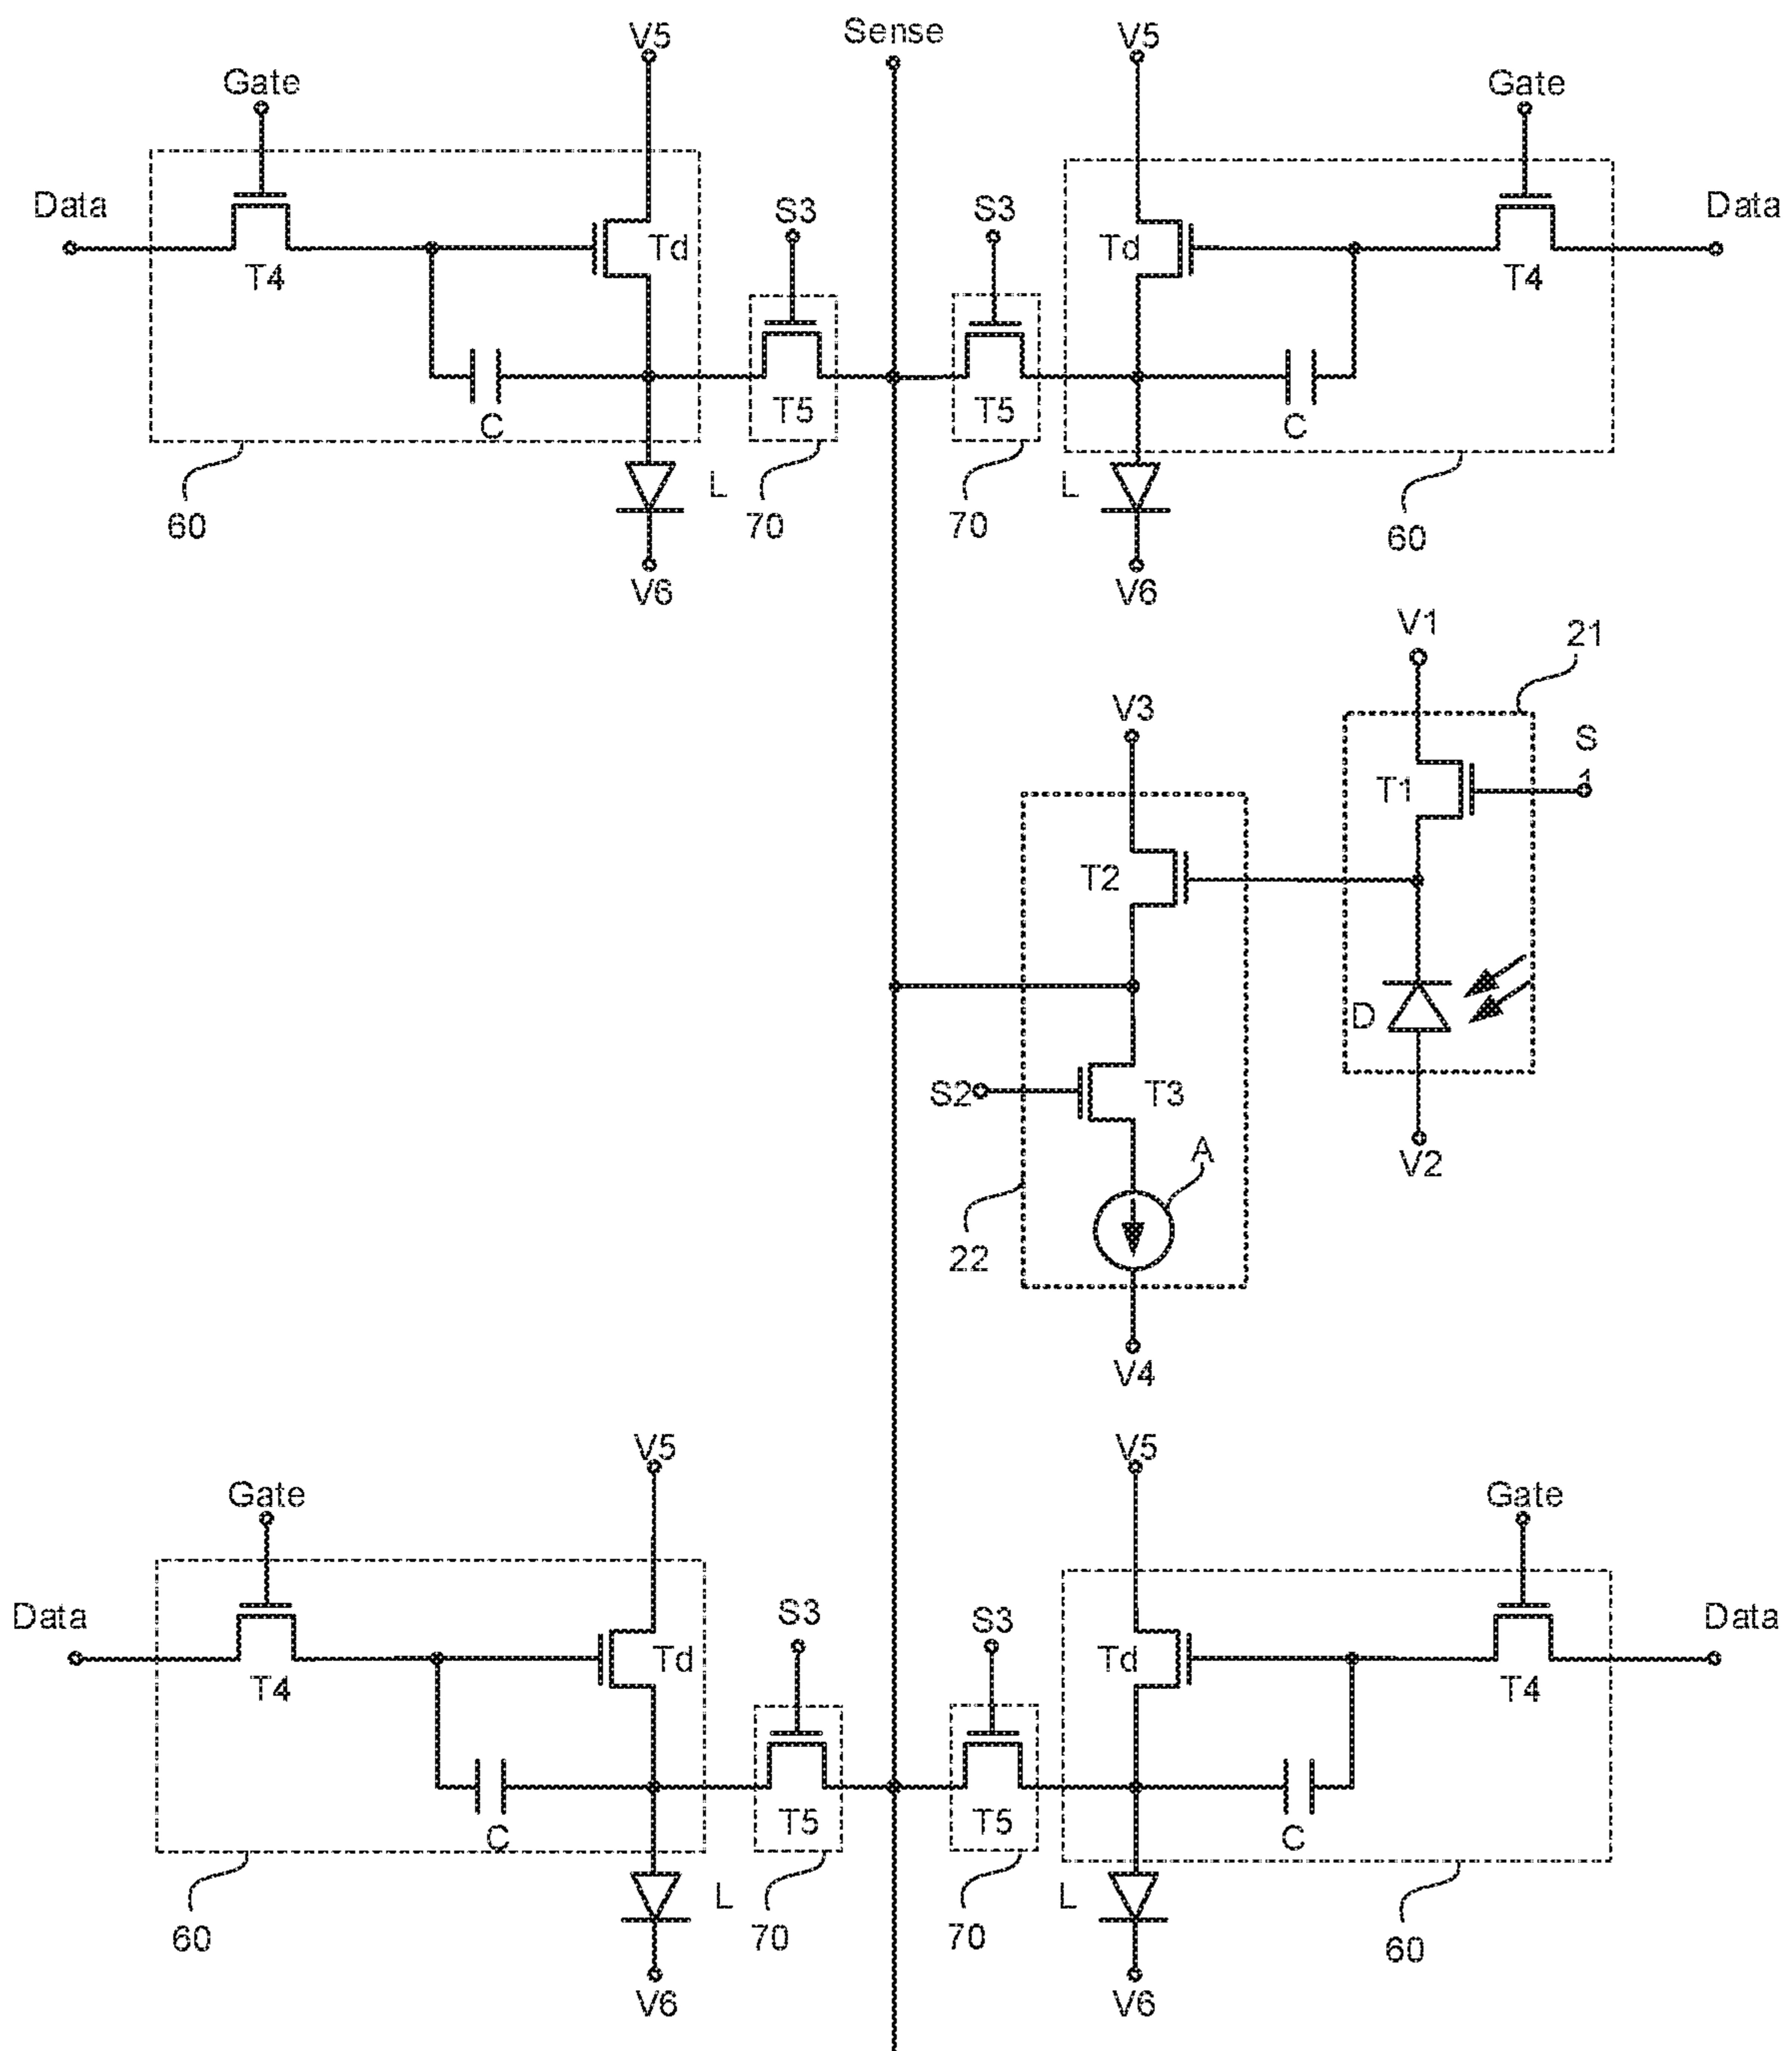 V5 Sense V5
Gate Gate
Data S3 S3 Data
Td Td
T4 T4
T5 T5
C C
L L
60 70 70 60
V6 V6
V1 21
V3 S
T1 1
T2
D
S2 T3
A V2
22
V4
V5 V5
Gate Gate
Data S3 S3 Data
Td Td
T4 T4
T5 T5
C C
L L
60 70 70 60
V6 V6